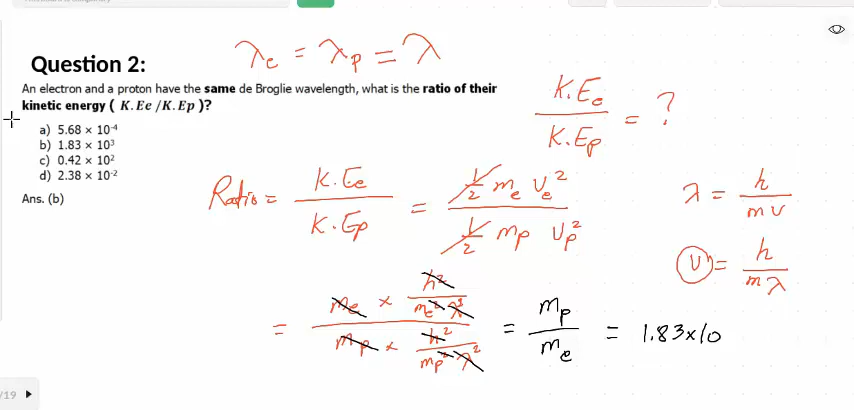 λe = λp = λ
Question 2:
An electron and a proton have the same de Broglie wavelength, what is the ratio of their
kinetic energy ( K.Ee /K.Ep )?
K.Ee / K.Ep = ?
a) 5.68 × 10⁻⁴
b) 1.83 × 10³
c) 0.42 × 10²
d) 2.38 × 10⁻²
Ans. (b)
Ratio = K.Ee / K.Ep = ½ me Ue² / ½ mp Up²
λ = h / mU
U = h / mλ
= me × h² / me² λ² / mp × h² / mp² λ² = mp / me = 1.83×10
/19